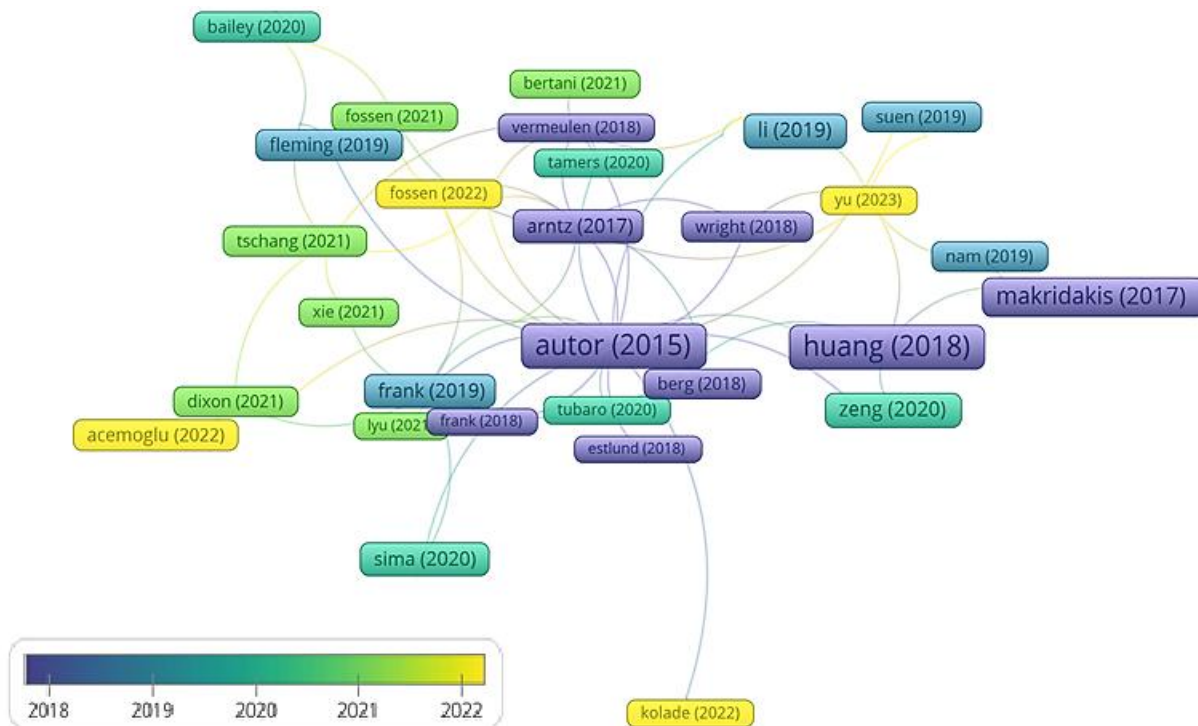 bailey (2020)
bertani (2021)
fossen (2021)
suen (2019)
vermeulen (2018)
li (2019)
fleming (2019)
tamers (2020)
fossen (2022)
yu (2023)
arntz (2017)
wright (2018)
tschang (2021)
nam (2019)
makridakis (2017)
xie (2021)
autor (2015)
huang (2018)
berg (2018)
frank (2019)
dixon (2021)
tubaro (2020)
zeng (2020)
frank (2018)
lyu (2021
acemoglu (2022)
estlund (2018)
sima (2020)
kolade (2022)
2018 2019 2020 2021 2022